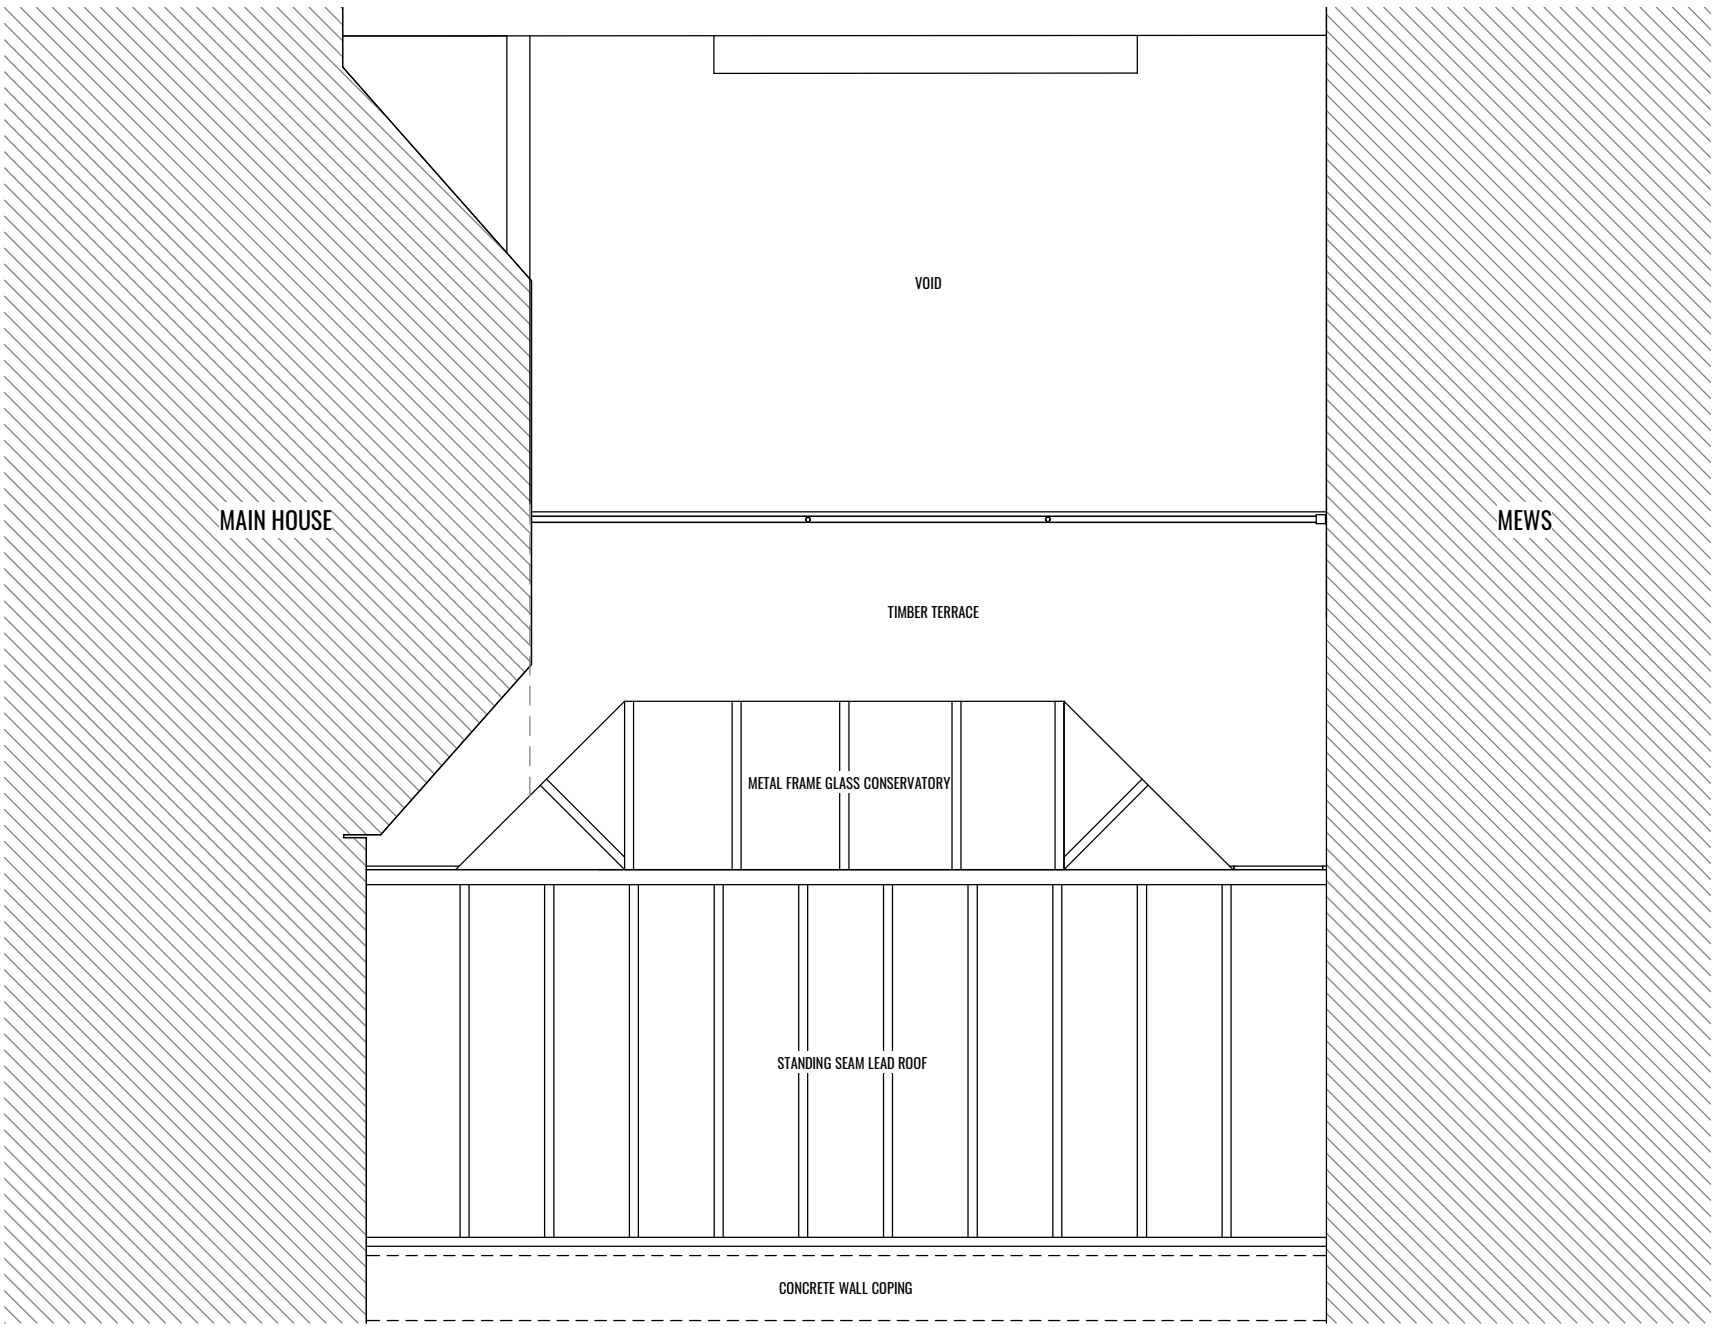 VOID
MAIN HOUSE
MEWS
TIMBER TERRACE
METAL FRAME GLASS CONSERVATORY
STANDING SEAM LEAD ROOF
CONCRETE WALL COPING